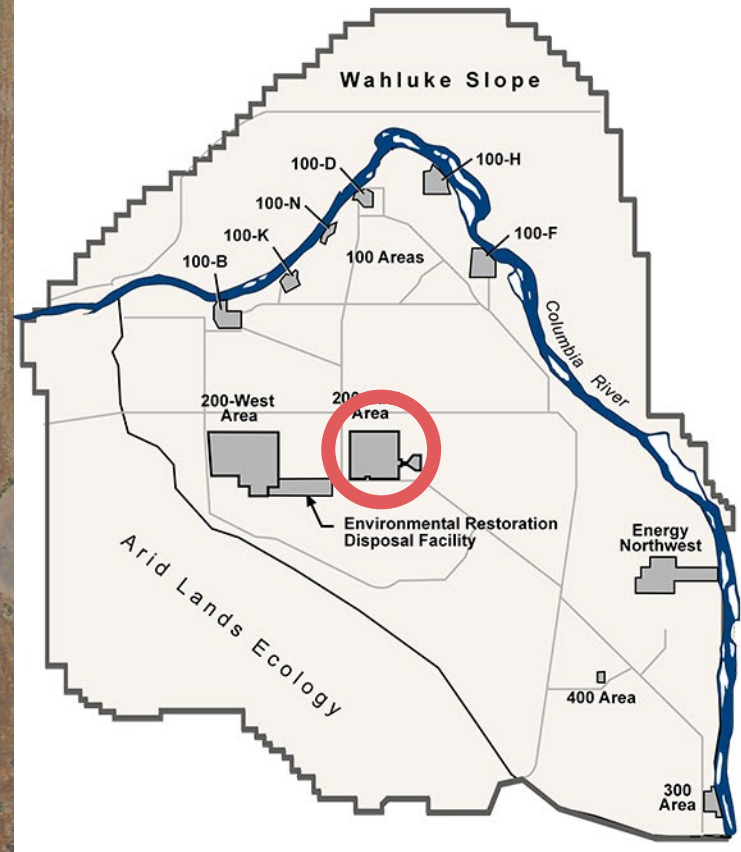 Wahluke Slope
100-D
100-H
100-N
100-K
100-F
100-B
100 Areas
Columbia
River
200-West
Area
200
Area
Environmental Restoration
Disposal Facility
Energy
Northwest
Arid Lands Ecology
400 Area
300
Area